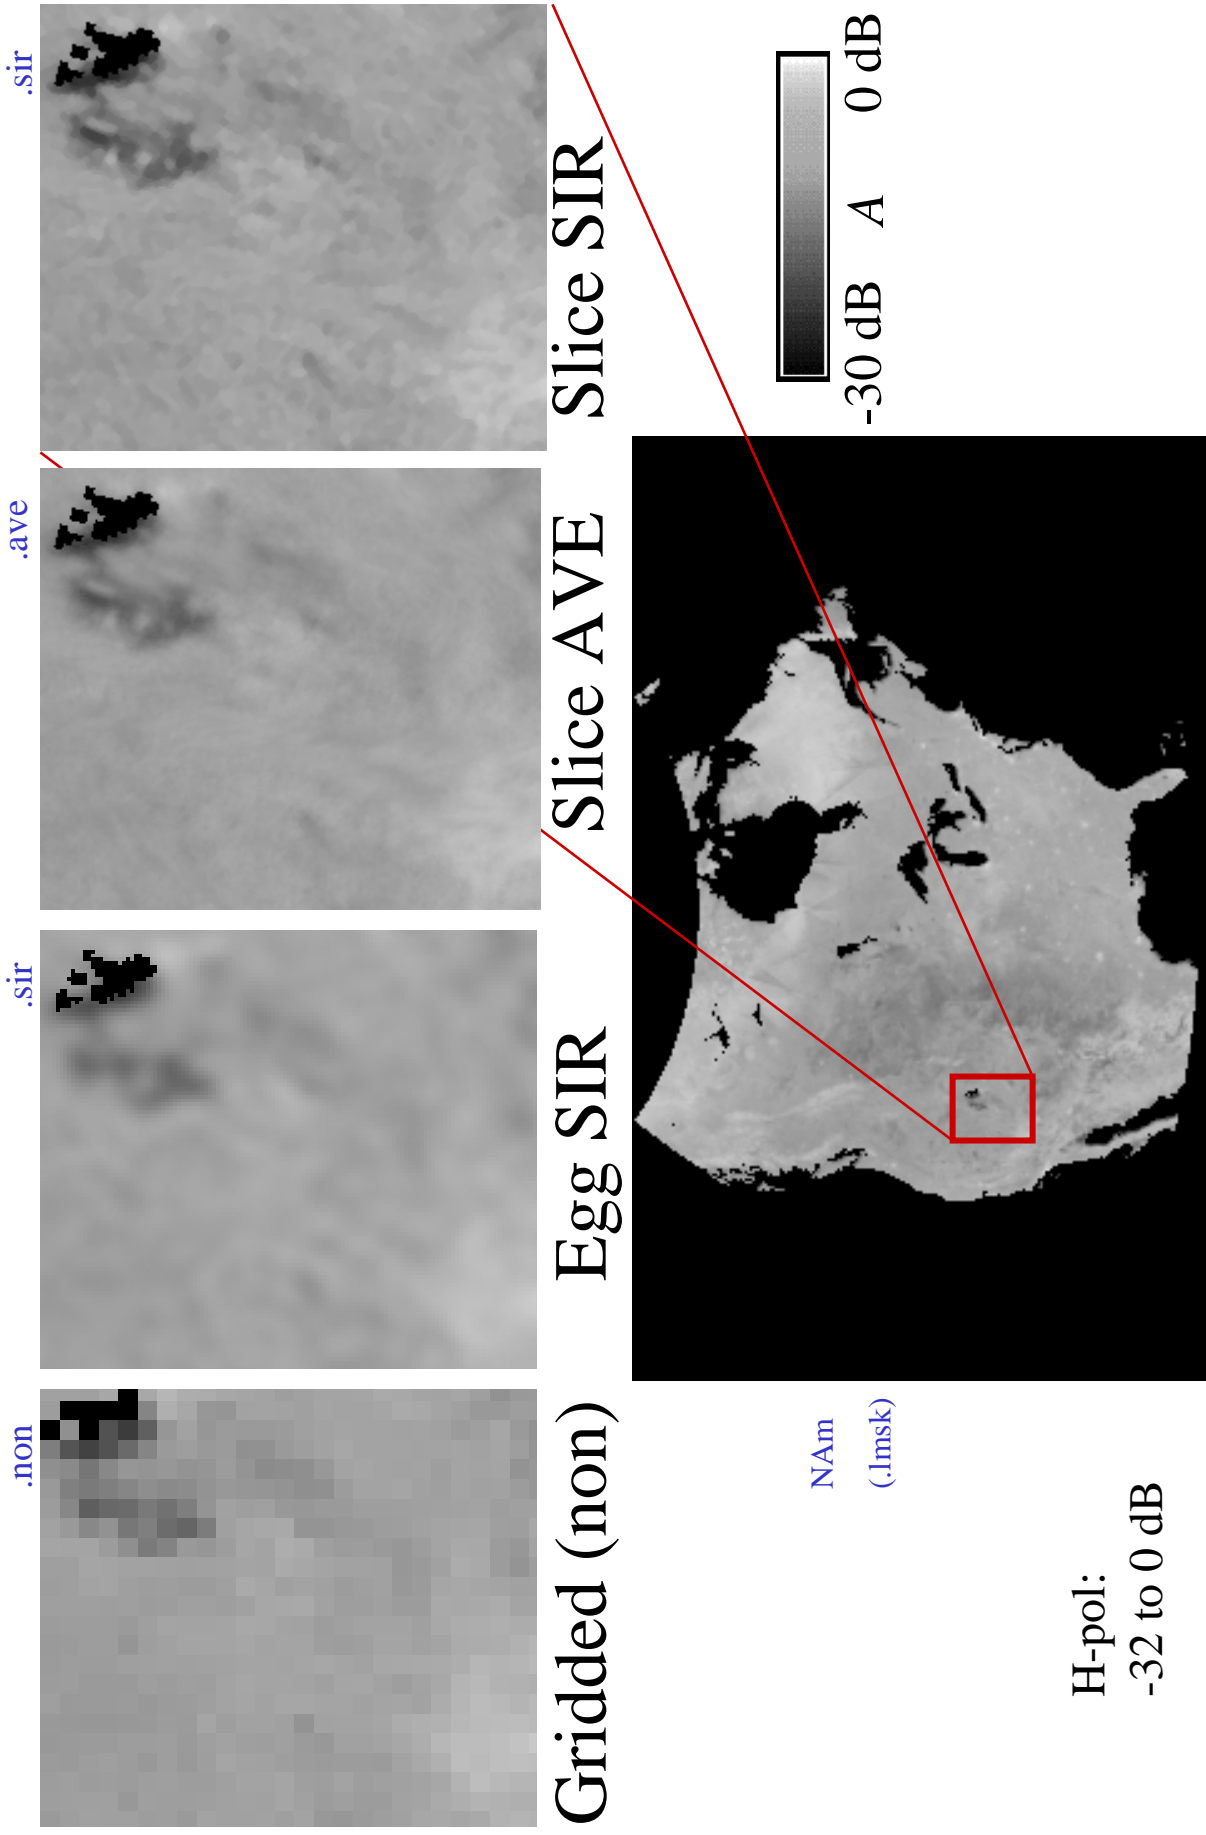 .non
.sir
.ave
.sir
Gridded (non)
Egg SIR
Slice AVE
Slice SIR
NAm
(.lmsk)
-30 dB A 0 dB
H-pol:
-32 to 0 dB